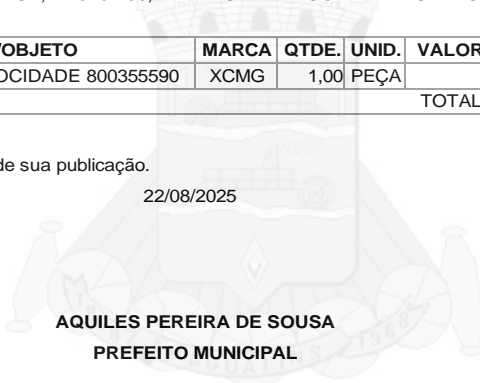 /OBJETO MARCA QTDE. UNID. VALOR
OCIDADE 800355590 XCMG 1,00 PEÇA
TOTAL
de sua publicação.
22/08/2025
AQUILES PEREIRA DE SOUSA
PREFEITO MUNICIPAL